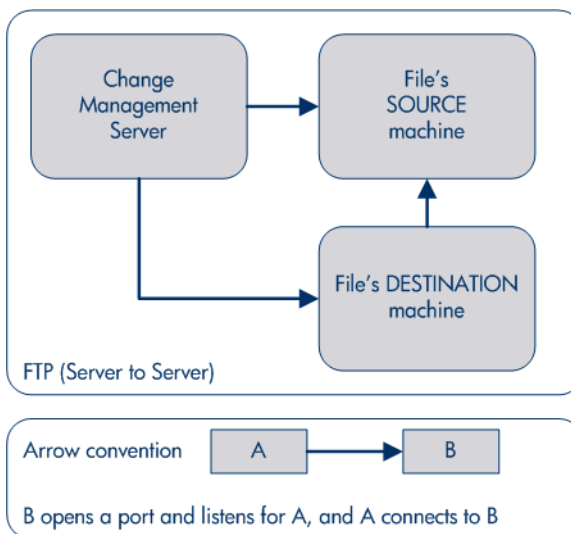 Change
Management
Server
File's
SOURCE
machine
File's DESTINATION
machine
FTP (Server to Server)
Arrow convention
A
B
B opens a port and listens for A, and A connects to B